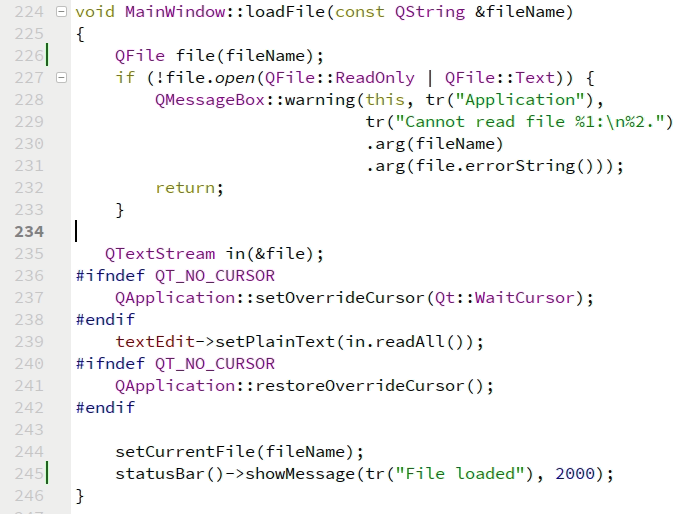 224 void MainWindow::loadFile(const QString &fileName)
225 {
226     QFile file(fileName);
227     if (!file.open(QFile::ReadOnly | QFile::Text)) {
228         QMessageBox::warning(this, tr("Application"),
229                              tr("Cannot read file %1:\n%2.")
230                              .arg(fileName)
231                              .arg(file.errorString()));
232         return;
233     }
234
235    QTextStream in(&file);
236 #ifndef QT_NO_CURSOR
237     QApplication::setOverrideCursor(Qt::WaitCursor);
238 #endif
239     textEdit->setPlainText(in.readAll());
240 #ifndef QT_NO_CURSOR
241     QApplication::restoreOverrideCursor();
242 #endif
243
244     setCurrentFile(fileName);
245     statusBar()->showMessage(tr("File loaded"), 2000);
246 }